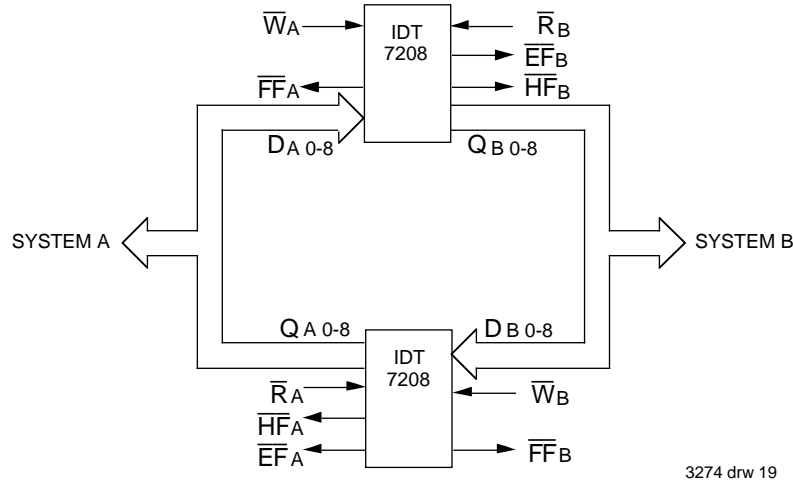 W̅A
IDT
7208
R̅B
E̅F̅B
F̅F̅A
H̅F̅B
DA 0-8
QB 0-8
SYSTEM A
SYSTEM B
QA 0-8
DB 0-8
IDT
7208
R̅A
W̅B
H̅F̅A
E̅F̅A
F̅F̅B
3274 drw 19